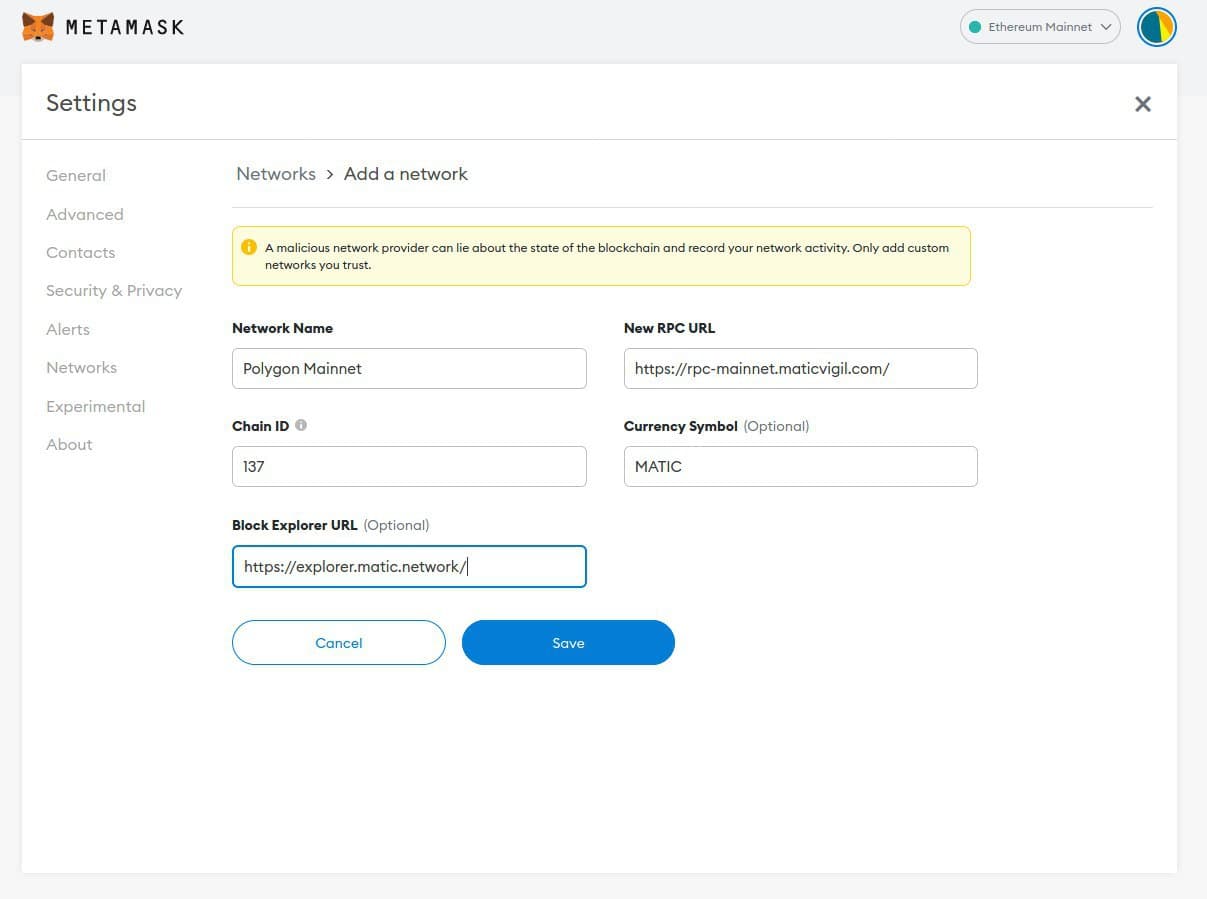 METAMASK
Ethereum Mainnet
Settings
General
Advanced
Contacts
Security & Privacy
Alerts
Networks
Experimental
About
Networks > Add a network
A malicious network provider can lie about the state of the blockchain and record your network activity. Only add custom
networks you trust.
Network Name
Polygon Mainnet
New RPC URL
https://rpc-mainnet.maticvigil.com/
Chain ID
137
Currency Symbol (Optional)
MATIC
Block Explorer URL (Optional)
https://explorer.matic.network/
Cancel
Save